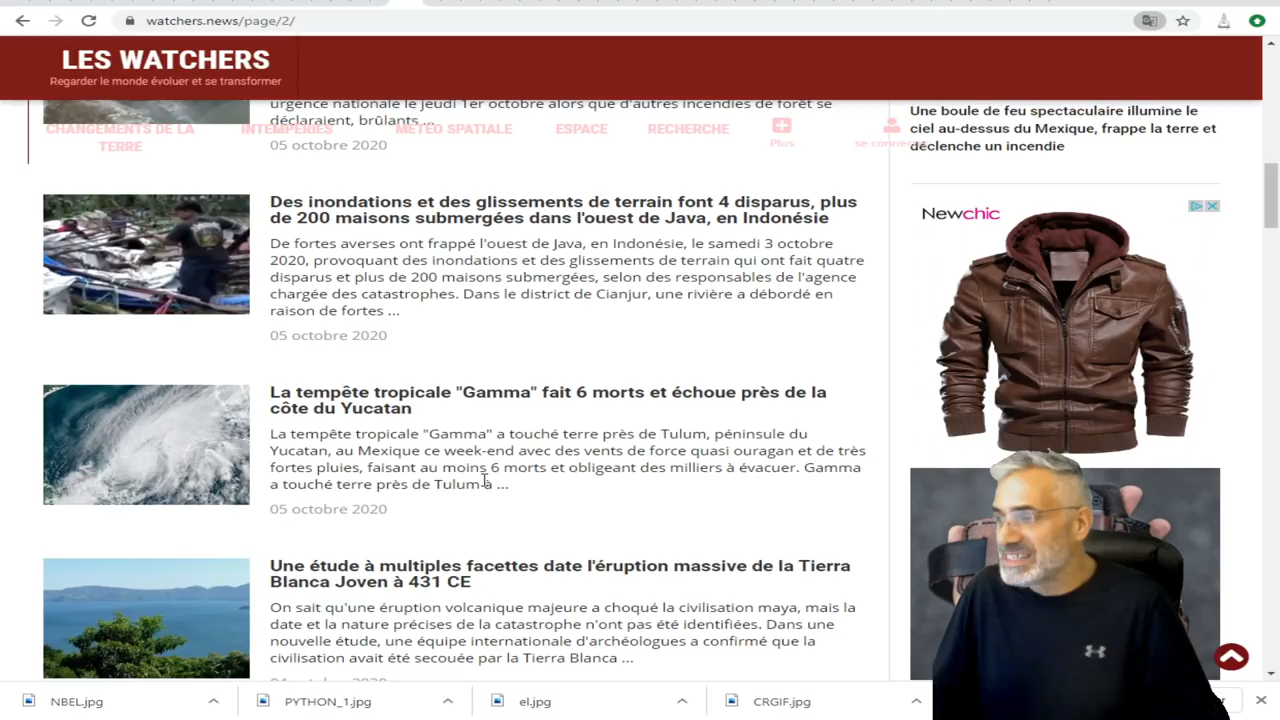 watchers.news/page/2/
LES WATCHERS
Regarder le monde évoluer et se transformer
urgence nationale le jeudi 1er octobre alors que d'autres incendies de forêt se
déclaraient, brûlants ...
CHANGEMENTS DE LA
TERRE
INTEMPÉRIES
MÉTÉO SPATIALE
ESPACE
RECHERCHE
Plus
se connecter
05 octobre 2020
Des inondations et des glissements de terrain font 4 disparus, plus
de 200 maisons submergées dans l'ouest de Java, en Indonésie
De fortes averses ont frappé l'ouest de Java, en Indonésie, le samedi 3 octobre
2020, provoquant des inondations et des glissements de terrain qui ont fait quatre
disparus et plus de 200 maisons submergées, selon des responsables de l'agence
chargée des catastrophes. Dans le district de Cianjur, une rivière a débordé en
raison de fortes ...
05 octobre 2020
La tempête tropicale "Gamma" fait 6 morts et échoue près de la
côte du Yucatan
La tempête tropicale "Gamma" a touché terre près de Tulum, péninsule du
Yucatan, au Mexique ce week-end avec des vents de force quasi ouragan et de très
fortes pluies, faisant au moins 6 morts et obligeant des milliers à évacuer. Gamma
a touché terre près de Tulum à ...
05 octobre 2020
Une étude à multiples facettes date l'éruption massive de la Tierra
Blanca Joven à 431 CE
On sait qu'une éruption volcanique majeure a choqué la civilisation maya, mais la
date et la nature précises de la catastrophe n'ont pas été identifiées. Dans une
nouvelle étude, une équipe internationale d'archéologues a confirmé que la
civilisation avait été secouée par la Tierra Blanca ...
Une boule de feu spectaculaire illumine le
ciel au-dessus du Mexique, frappe la terre et
déclenche un incendie
Newchic
NBEL.jpg
PYTHON_1.jpg
el.jpg
CRGIF.jpg